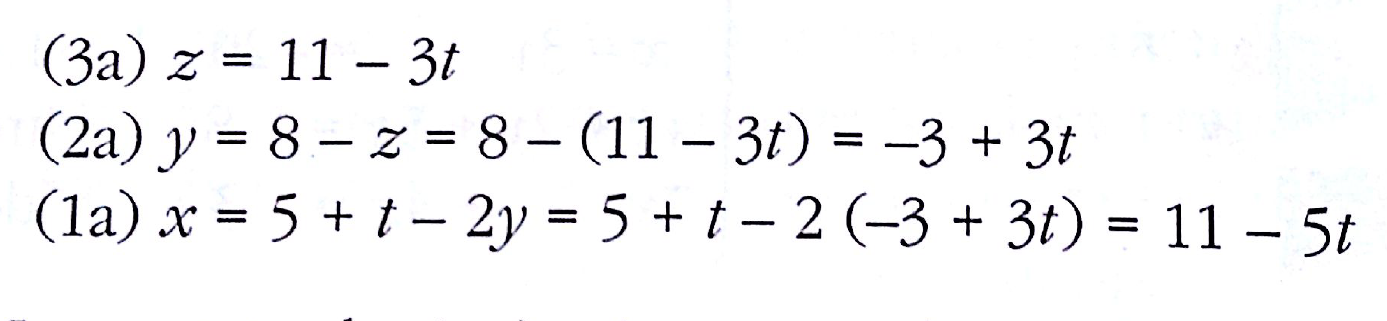 (3a) z = 11 – 3t
(2a) y = 8 – z = 8 – (11 – 3t) = –3 + 3t
(1a) x = 5 + t – 2y = 5 + t – 2 (–3 + 3t) = 11 – 5t